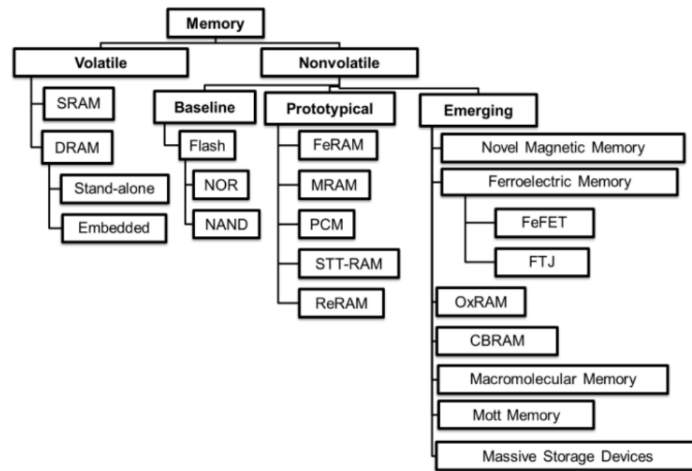 Memory
Volatile
Nonvolatile
SRAM
DRAM
Stand-alone
Embedded
Baseline
Flash
NOR
NAND
Prototypical
FeRAM
MRAM
PCM
STT-RAM
ReRAM
Emerging
Novel Magnetic Memory
Ferroelectric Memory
FeFET
FTJ
OxRAM
CBRAM
Macromolecular Memory
Mott Memory
Massive Storage Devices